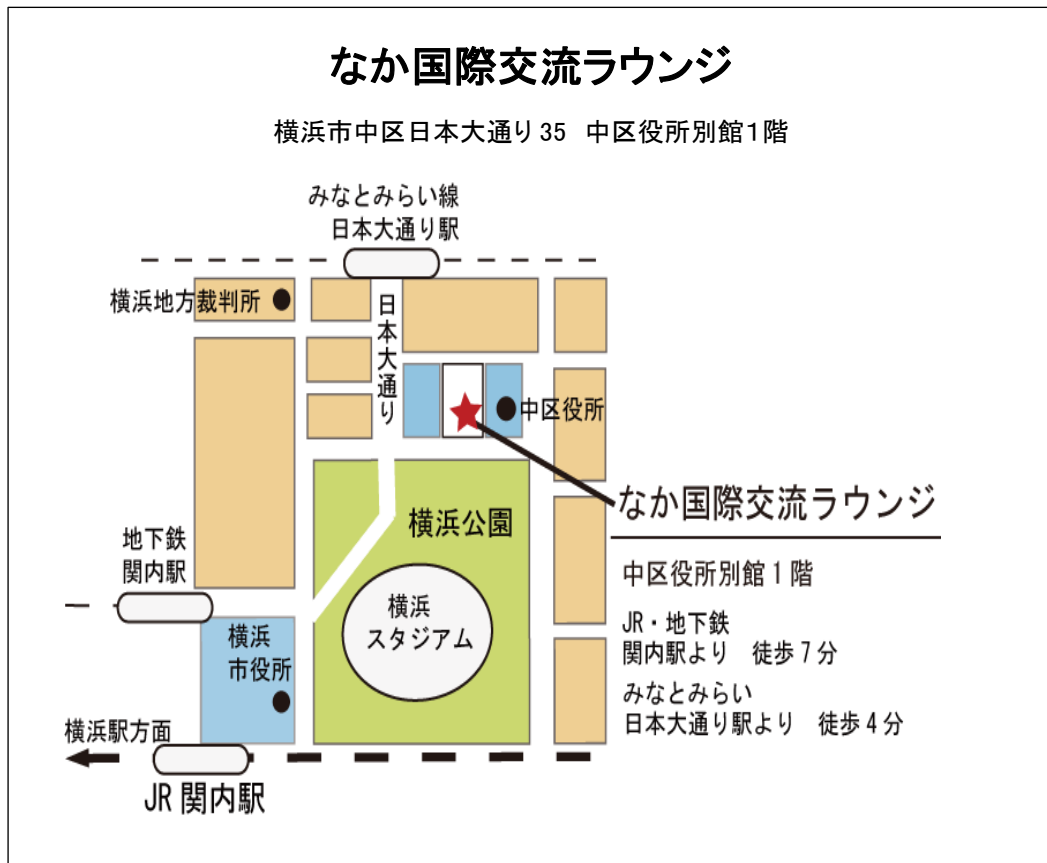 なか国際交流ラウンジ
横浜市中区日本大通り35 中区役所別館1階
みなとみらい線
日本大通り駅
横浜地方裁判所
日本大通り
中区役所
なか国際交流ラウンジ
横浜公園
地下鉄
関内駅
中区役所別館1階
横浜
スタジアム
JR・地下鉄
関内駅より 徒歩7分
横浜
市役所
みなとみらい
日本大通り駅より 徒歩4分
横浜駅方面
JR関内駅